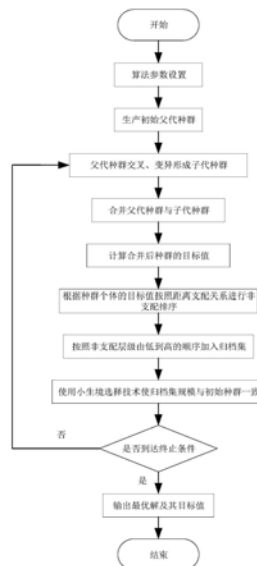 开始
算法参数设置
生产初始父代种群
父代种群交叉、变异形成子代种群
合并父代种群与子代种群
计算合并后种群的目标值
根据种群个体的目标值按照距离支配关系进行非
支配排序
按照非支配层级由低到高的顺序加入归档集
使用小生境选择技术使归档集规模与初始种群一致
否
是否到达终止条件
是
输出最优解及其目标值
结束